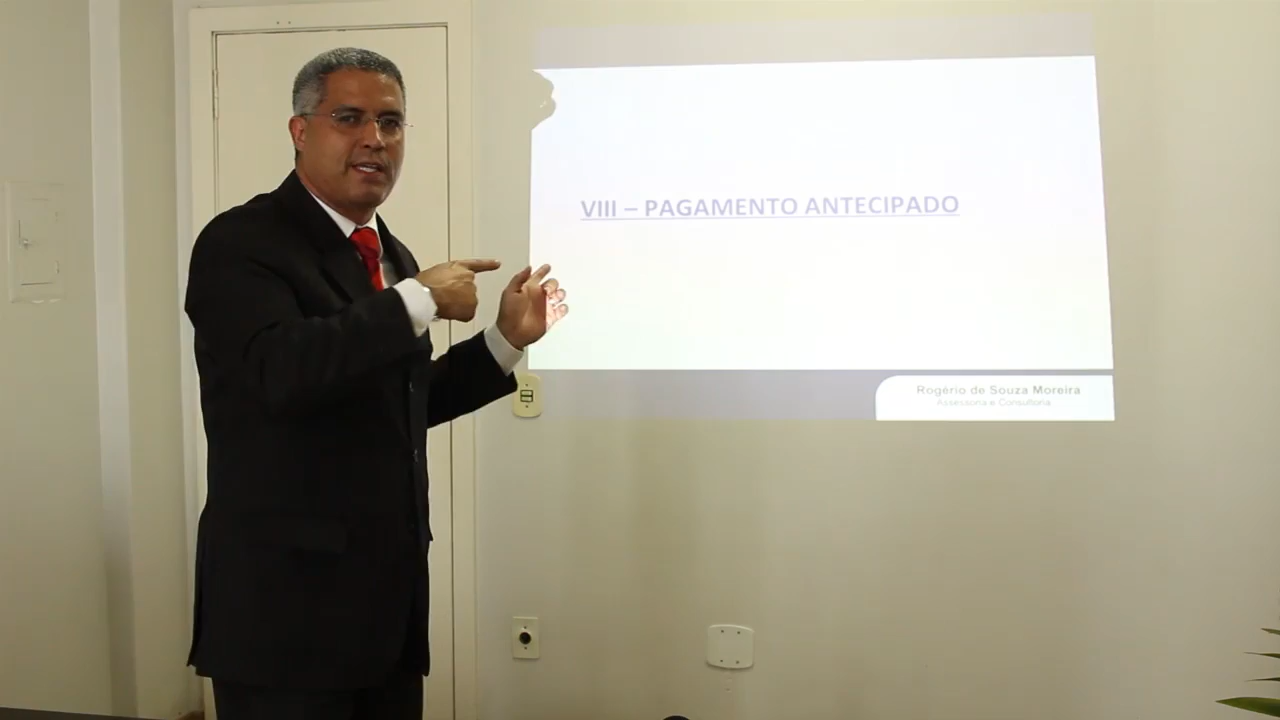 VIII – PAGAMENTO ANTECIPADO
Rogério de Souza Moreira
Assessoria e Consultoria